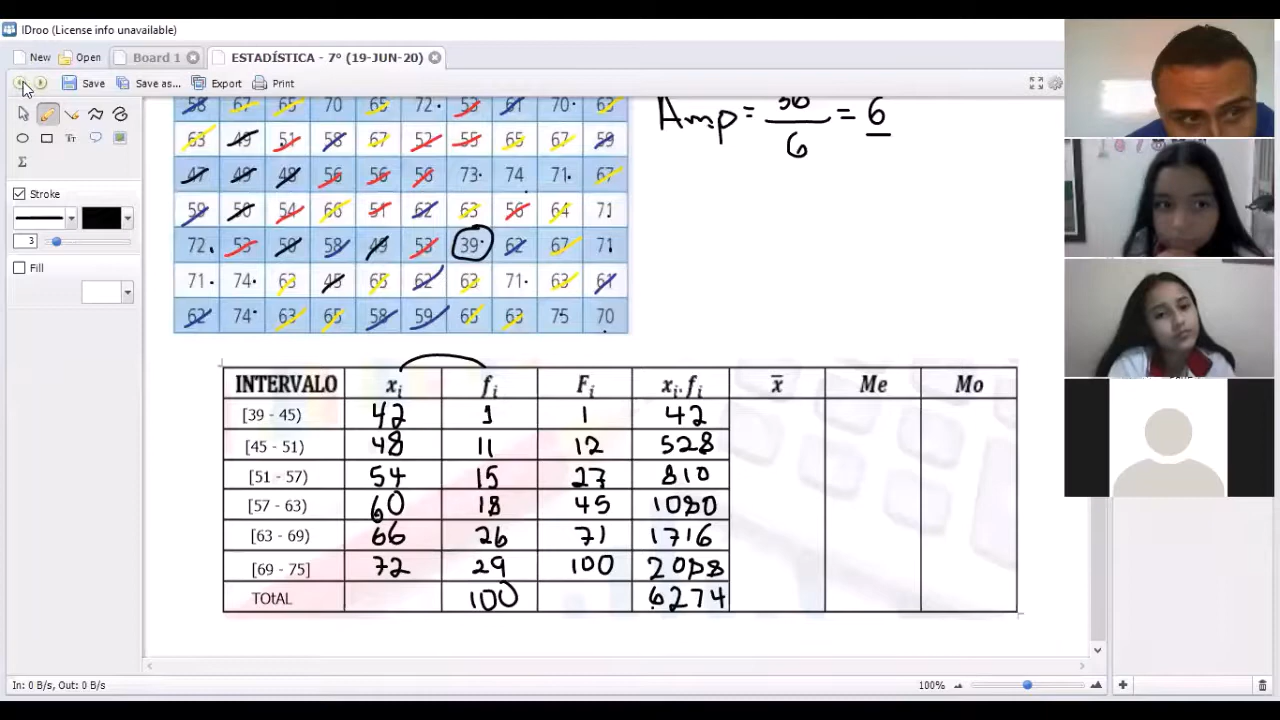 IDroo (License info unavailable)
New Open Board 1 ESTADÍSTICA - 7º (19-JUN-20)
Save Save as... Export Print
Stroke
3
Fill
58 67 65 70 65 72 53 61 70 63
63 49 51 58 67 52 55 65 67 59
47 49 48 56 56 56 73 74 71 67
59 50 54 66 51 62 63 56 64 71
72 53 50 58 49 53 39 62 67 71
71 74 63 45 65 62 63 71 63 61
62 74 63 65 58 59 65 63 75 70
Amp = 36/6 = 6
INTERVALO xi fi Fi xi.fi x̄ Me Mo
[39 - 45) 42 1 1 42
[45 - 51) 48 11 12 528
[51 - 57) 54 15 27 810
[57 - 63) 60 18 45 1080
[63 - 69) 66 26 71 1716
[69 - 75] 72 29 100 2088
TOtAL 100 6274
In: 0 B/s, Out: 0 B/s 100%